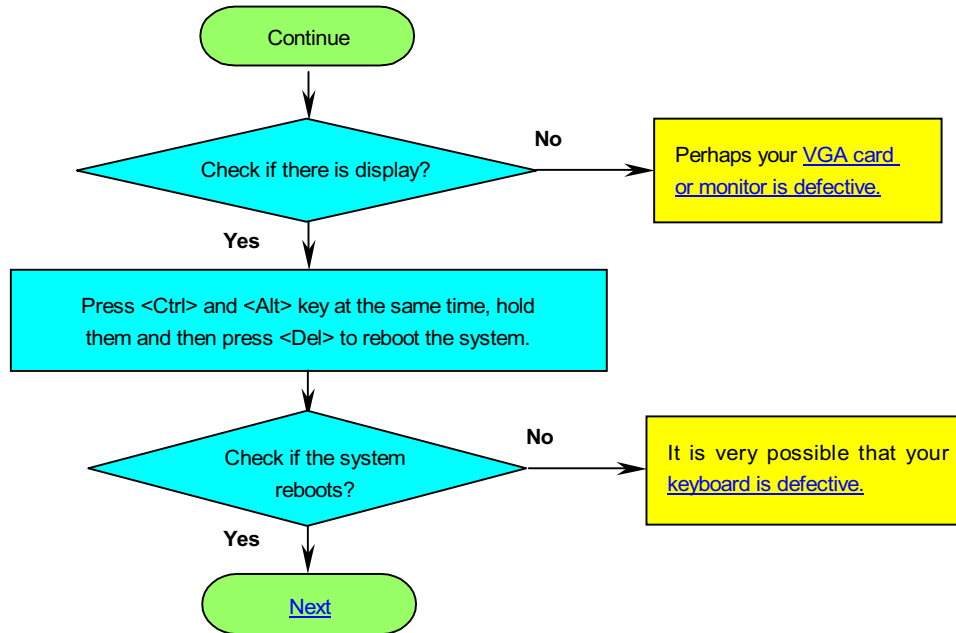 Continue
Check if there is display?
No
Perhaps your VGA card
or monitor is defective.
Yes
Press <Ctrl> and <Alt> key at the same time, hold
them and then press <Del> to reboot the system.
Check if the system
reboots?
No
It is very possible that your
keyboard is defective.
Yes
Next